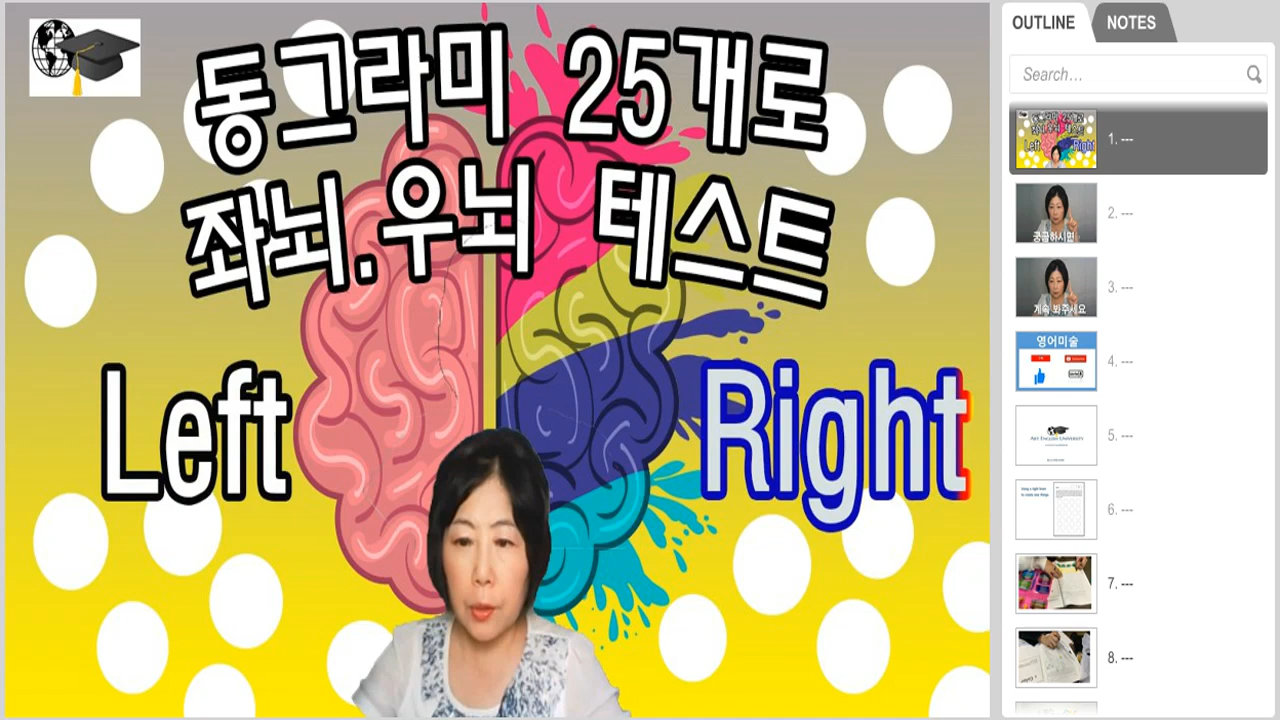 동그라미 25개로
좌뇌.우뇌 테스트
Left
Right
OUTLINE
NOTES
Search...
1. ---
2. ---
궁금하시면
3. ---
계속 봐주세요
4. ---
영어미술
5. ---
ART ENGLISH UNIVERSITY
6. ---
7. ---
8. ---